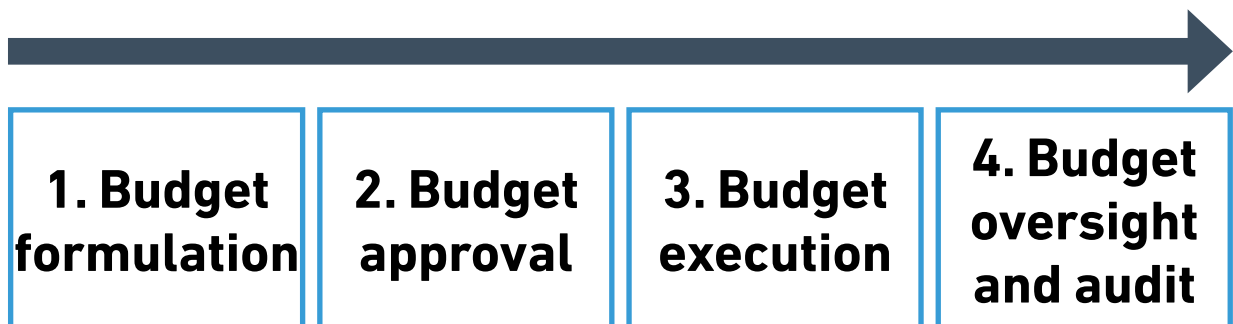 1. Budget
formulation
2. Budget
approval
3. Budget
execution
4. Budget
oversight
and audit